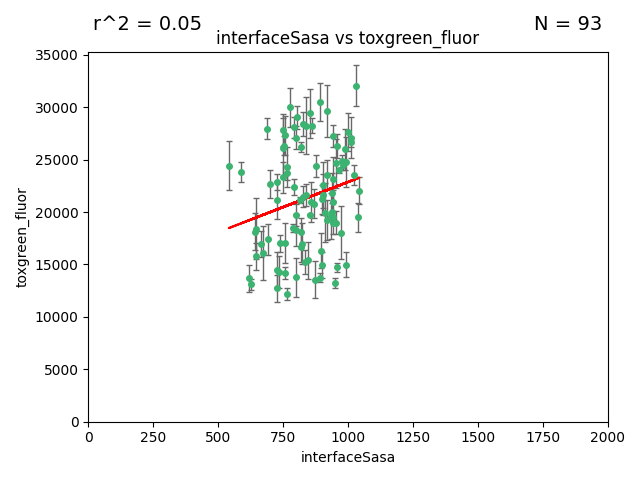 r^2 = 0.05
N = 93
interfaceSasa vs toxgreen_fluor
35000
30000
25000
20000
15000
10000
5000
0
toxgreen_fluor
0 250 500 750 1000 1250 1500 1750 2000
interfaceSasa